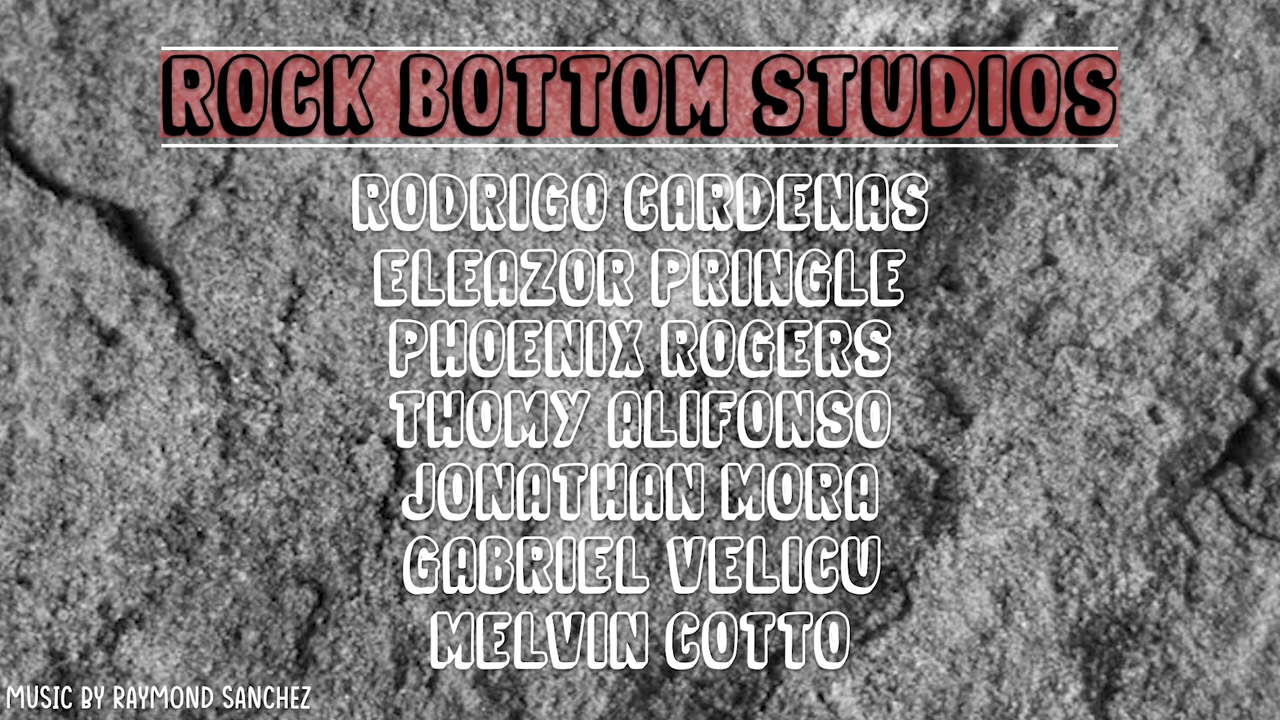 ROCK BOTTOM STUDIOS
RODRIGO CARDENAS
ELEAZOR PRINGLE
PHOENIX ROGERS
THOMY ALIFONSO
JONATHAN MORA
GABRIEL VELICU
MELVIN COTTO
MUSIC BY RAYMOND SANCHEZ